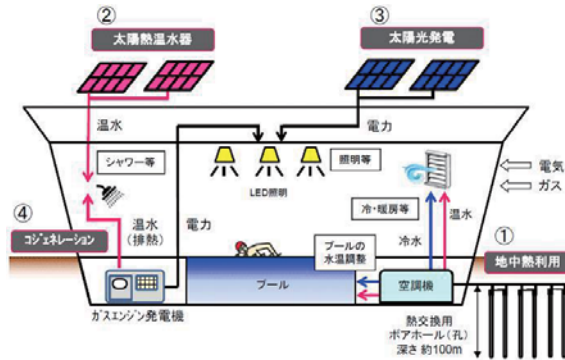 ②
太陽熱温水器
③
太陽光発電
温水
電力
シャワー等
照明等
LED照明
電気
ガス
④
コジェネレーション
温水
(排熱)
電力
冷・暖房等
温水
冷水
プールの
水温調整
①
地中熱利用
プール
空調機
ガスエンジン発電機
熱交換用
ボアホール(孔)
深さ 約100m